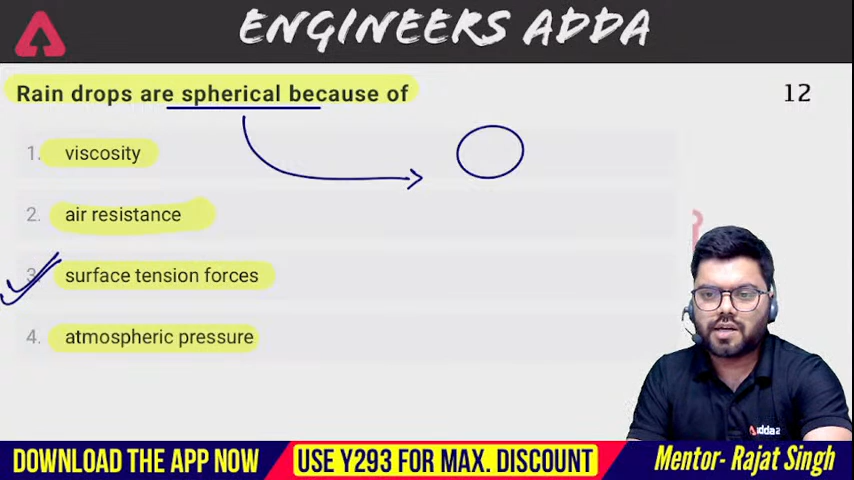 ENGINEERS ADDA
Rain drops are spherical because of
12
1. viscosity
2. air resistance
3. surface tension forces
4. atmospheric pressure
adda
DOWNLOAD THE APP NOW
USE Y293 FOR MAX. DISCOUNT
Mentor- Rajat Singh